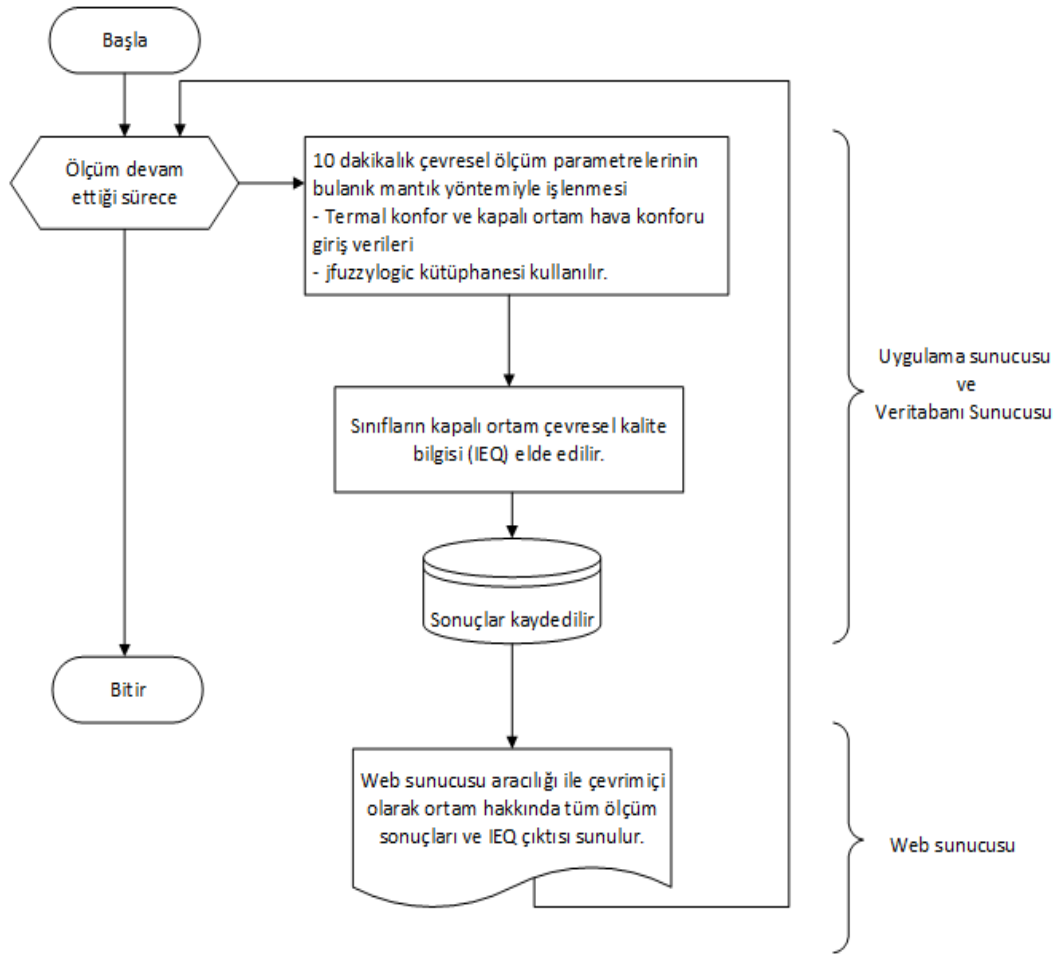 Başla
Ölçüm devam
ettiği sürece
10 dakikalık çevresel ölçüm parametrelerinin
bulanık mantık yöntemiyle işlenmesi
- Termal konfor ve kapalı ortam hava konforu
giriş verileri
- jfuzzylogic kütüphanesi kullanılır.
Uygulama sunucusu
ve
Veritabanı Sunucusu
Sınıfların kapalı ortam çevresel kalite
bilgisi (IEQ) elde edilir.
Sonuçlar kaydedilir
Bitir
Web sunucusu aracılığı ile çevrimiçi
olarak ortam hakkında tüm ölçüm
sonuçları ve IEQ çıktısı sunulur.
Web sunucusu